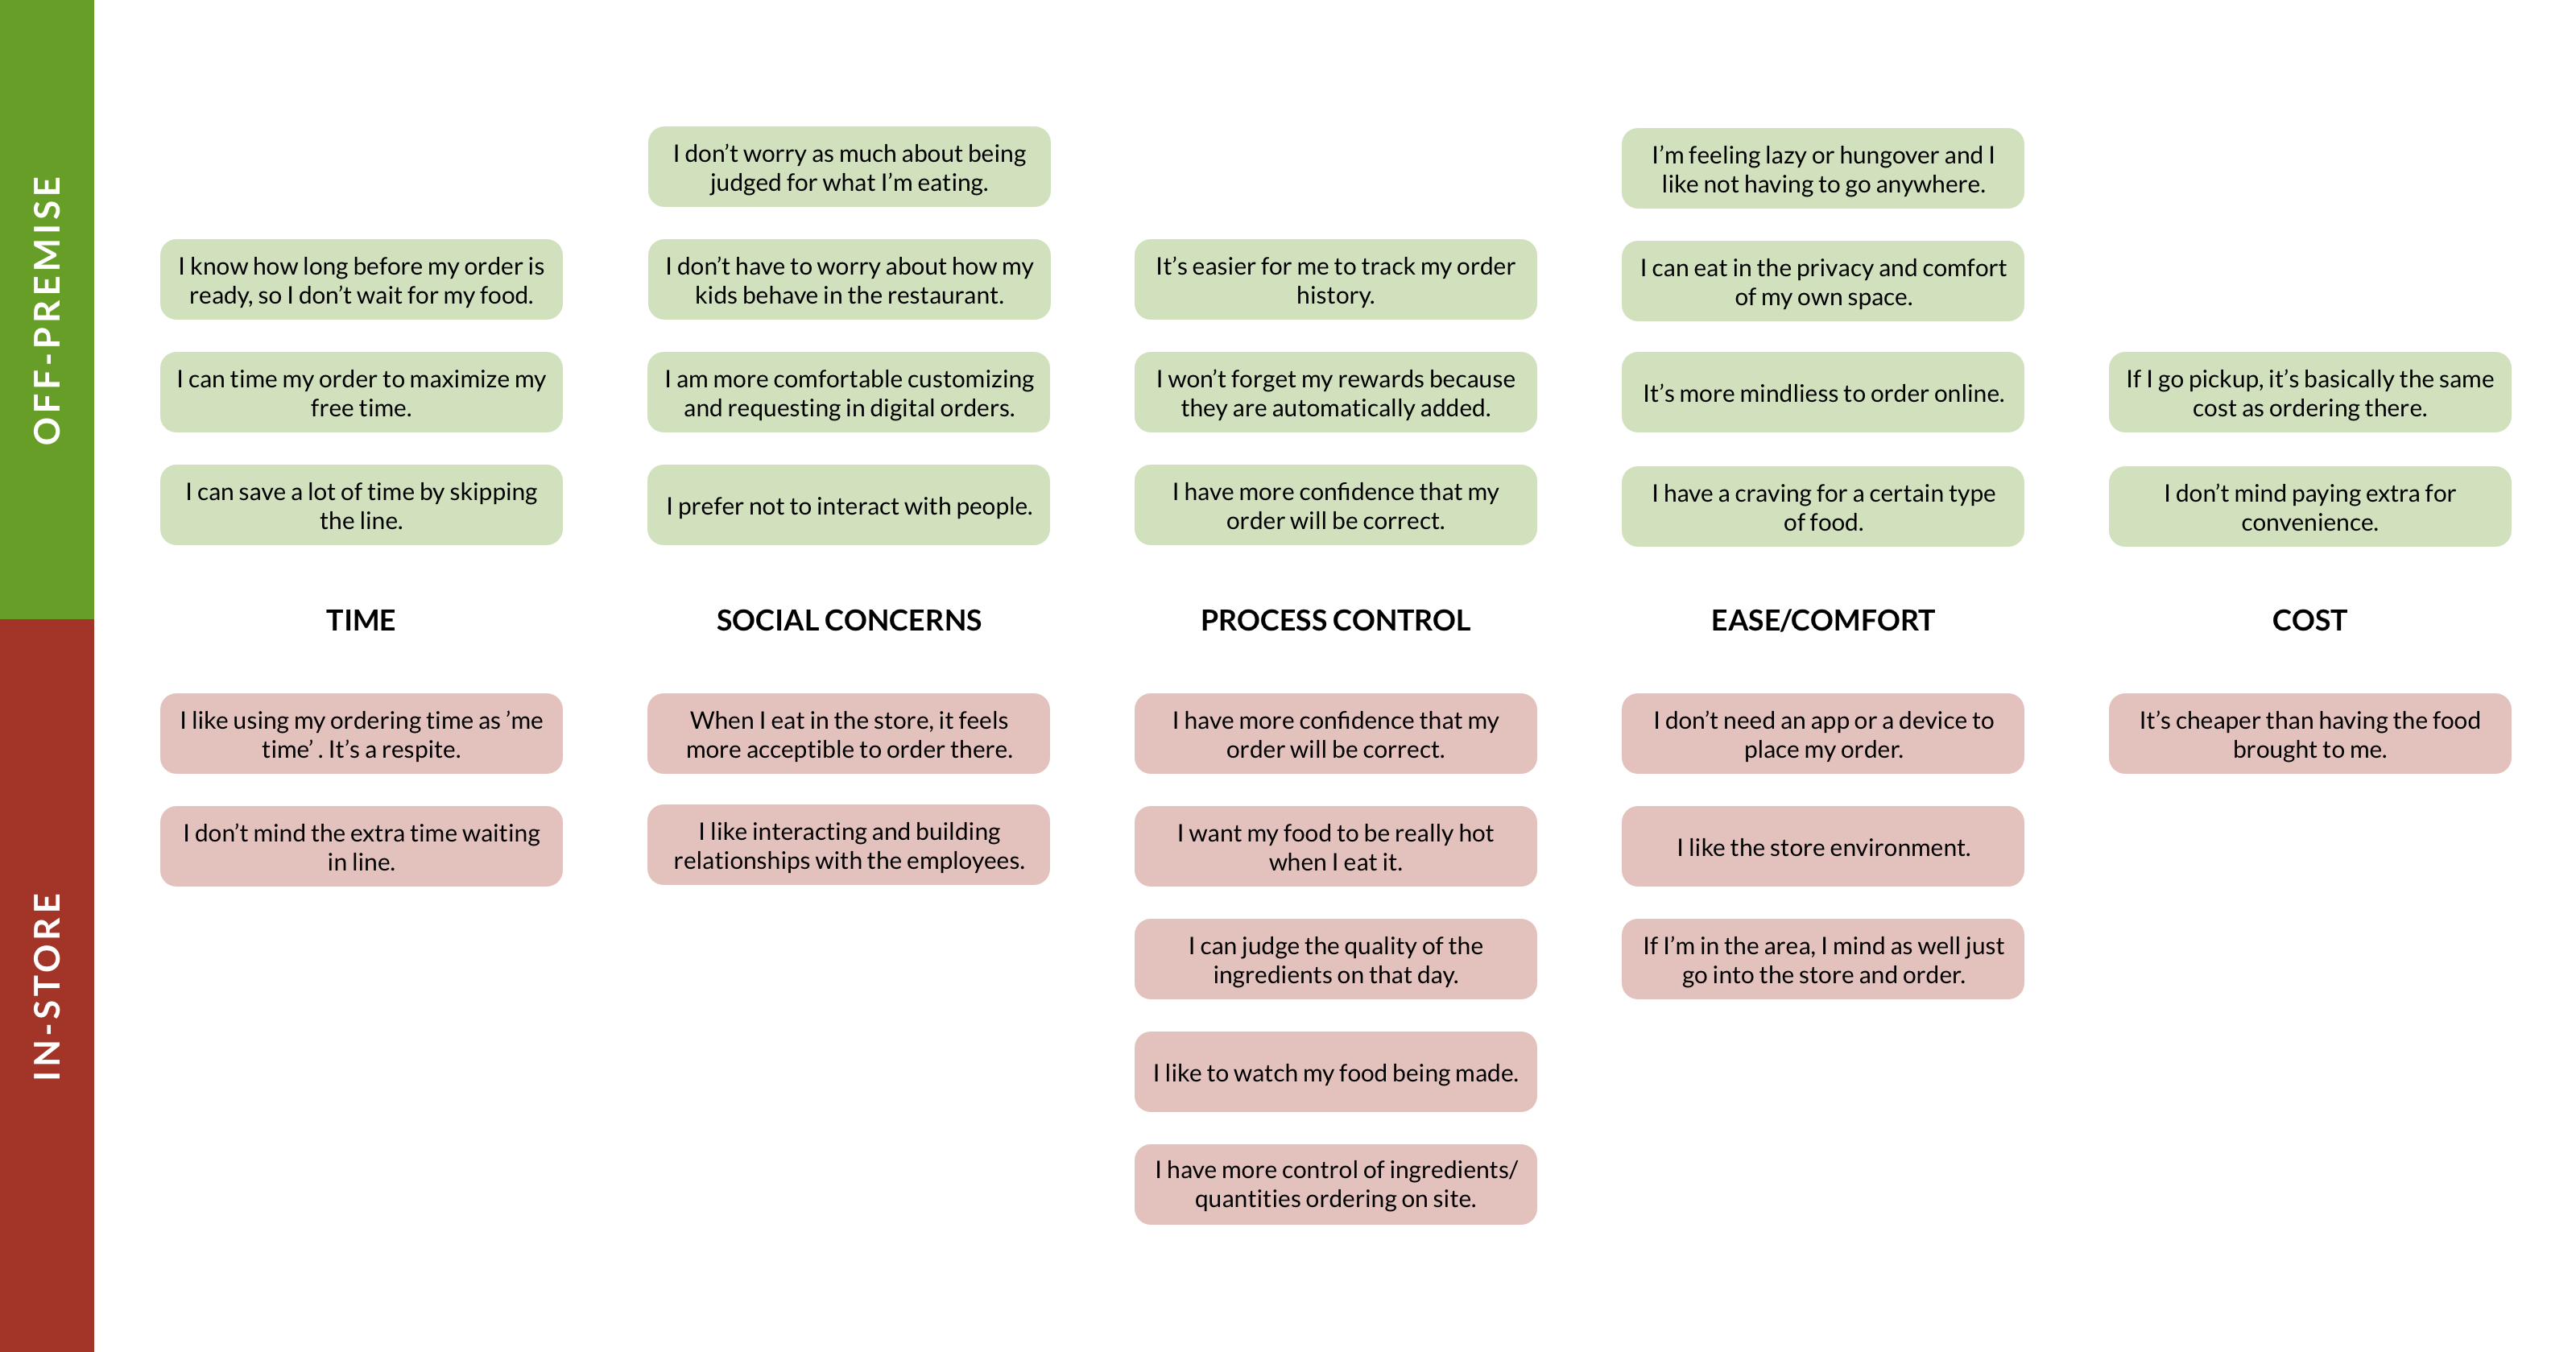 OFF-PREMISE
I don’t worry as much about being
judged for what I’m eating.
I’m feeling lazy or hungover and I
like not having to go anywhere.
I know how long before my order is
ready, so I don’t wait for my food.
I don’t have to worry about how my
kids behave in the restaurant.
It’s easier for me to track my order
history.
I can eat in the privacy and comfort
of my own space.
I can time my order to maximize my
free time.
I am more comfortable customizing
and requesting in digital orders.
I won’t forget my rewards because
they are automatically added.
It’s more mindliess to order online.
If I go pickup, it’s basically the same
cost as ordering there.
I can save a lot of time by skipping
the line.
I prefer not to interact with people.
I have more confidence that my
order will be correct.
I have a craving for a certain type
of food.
I don’t mind paying extra for
convenience.
TIME
SOCIAL CONCERNS
PROCESS CONTROL
EASE/COMFORT
COST
IN-STORE
I like using my ordering time as ’me
time’ . It’s a respite.
When I eat in the store, it feels
more acceptible to order there.
I have more confidence that my
order will be correct.
I don’t need an app or a device to
place my order.
It’s cheaper than having the food
brought to me.
I don’t mind the extra time waiting
in line.
I like interacting and building
relationships with the employees.
I want my food to be really hot
when I eat it.
I like the store environment.
I can judge the quality of the
ingredients on that day.
If I’m in the area, I mind as well just
go into the store and order.
I like to watch my food being made.
I have more control of ingredients/
quantities ordering on site.